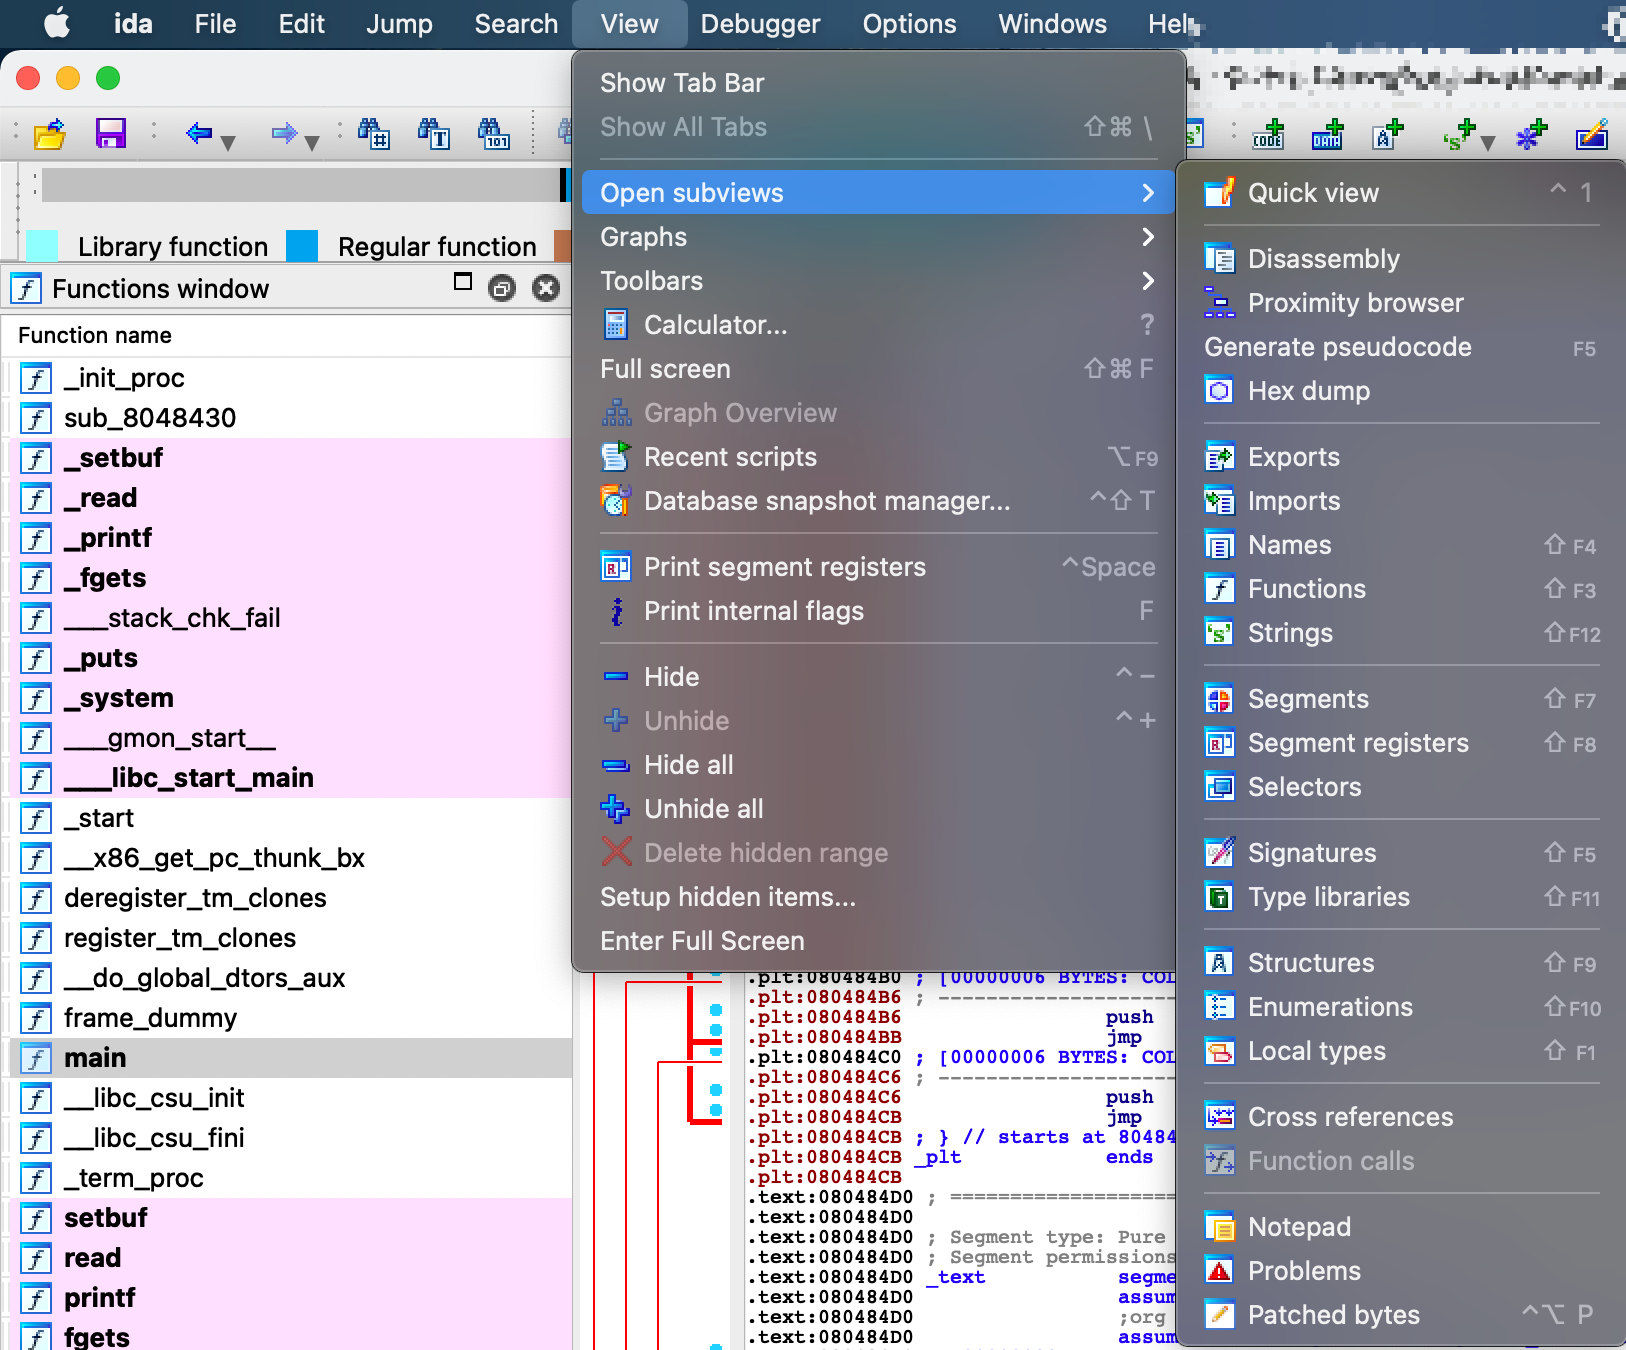 ida File Edit Jump Search View Debugger Options Windows Hel
Show Tab Bar
Show All Tabs ⇧⌘ \
Open subviews
Graphs
Toolbars
Calculator... ?
Full screen ⇧⌘ F
Graph Overview
Recent scripts ⌥F9
Database snapshot manager... ^⇧ T
Print segment registers ^Space
Print internal flags F
Hide ^ −
Unhide ^ +
Hide all
Unhide all
Delete hidden range
Setup hidden items...
Enter Full Screen
Quick view ^ 1
Disassembly
Proximity browser
Generate pseudocode F5
Hex dump
Exports
Imports
Names ⇧ F4
Functions ⇧ F3
Strings ⇧F12
Segments ⇧ F7
Segment registers ⇧ F8
Selectors
Signatures ⇧ F5
Type libraries ⇧F11
Structures ⇧ F9
Enumerations ⇧F10
Local types ⇧ F1
Cross references
Function calls
Notepad
Problems
Patched bytes ^⌥ P
Library function Regular function
Functions window
Function name
_init_proc
sub_8048430
_setbuf
_read
_printf
_fgets
___stack_chk_fail
_puts
_system
___gmon_start__
___libc_start_main
_start
__x86_get_pc_thunk_bx
deregister_tm_clones
register_tm_clones
__do_global_dtors_aux
frame_dummy
main
__libc_csu_init
__libc_csu_fini
_term_proc
setbuf
read
printf
fgets
.plt:080484B0 ; [00000006 BYTES: COL
.plt:080484B6 ; --------------------
.plt:080484B6 push
.plt:080484BB jmp
.plt:080484C0 ; [00000006 BYTES: COL
.plt:080484C6 ; --------------------
.plt:080484C6 push
.plt:080484CB jmp
.plt:080484CB ; } // starts at 80484
.plt:080484CB _plt ends
.plt:080484CB
.text:080484D0 ; ===================
.text:080484D0
.text:080484D0 ; Segment type: Pure
.text:080484D0 ; Segment permissions
.text:080484D0 _text segme
.text:080484D0 assum
.text:080484D0 ;org
.text:080484D0 assum